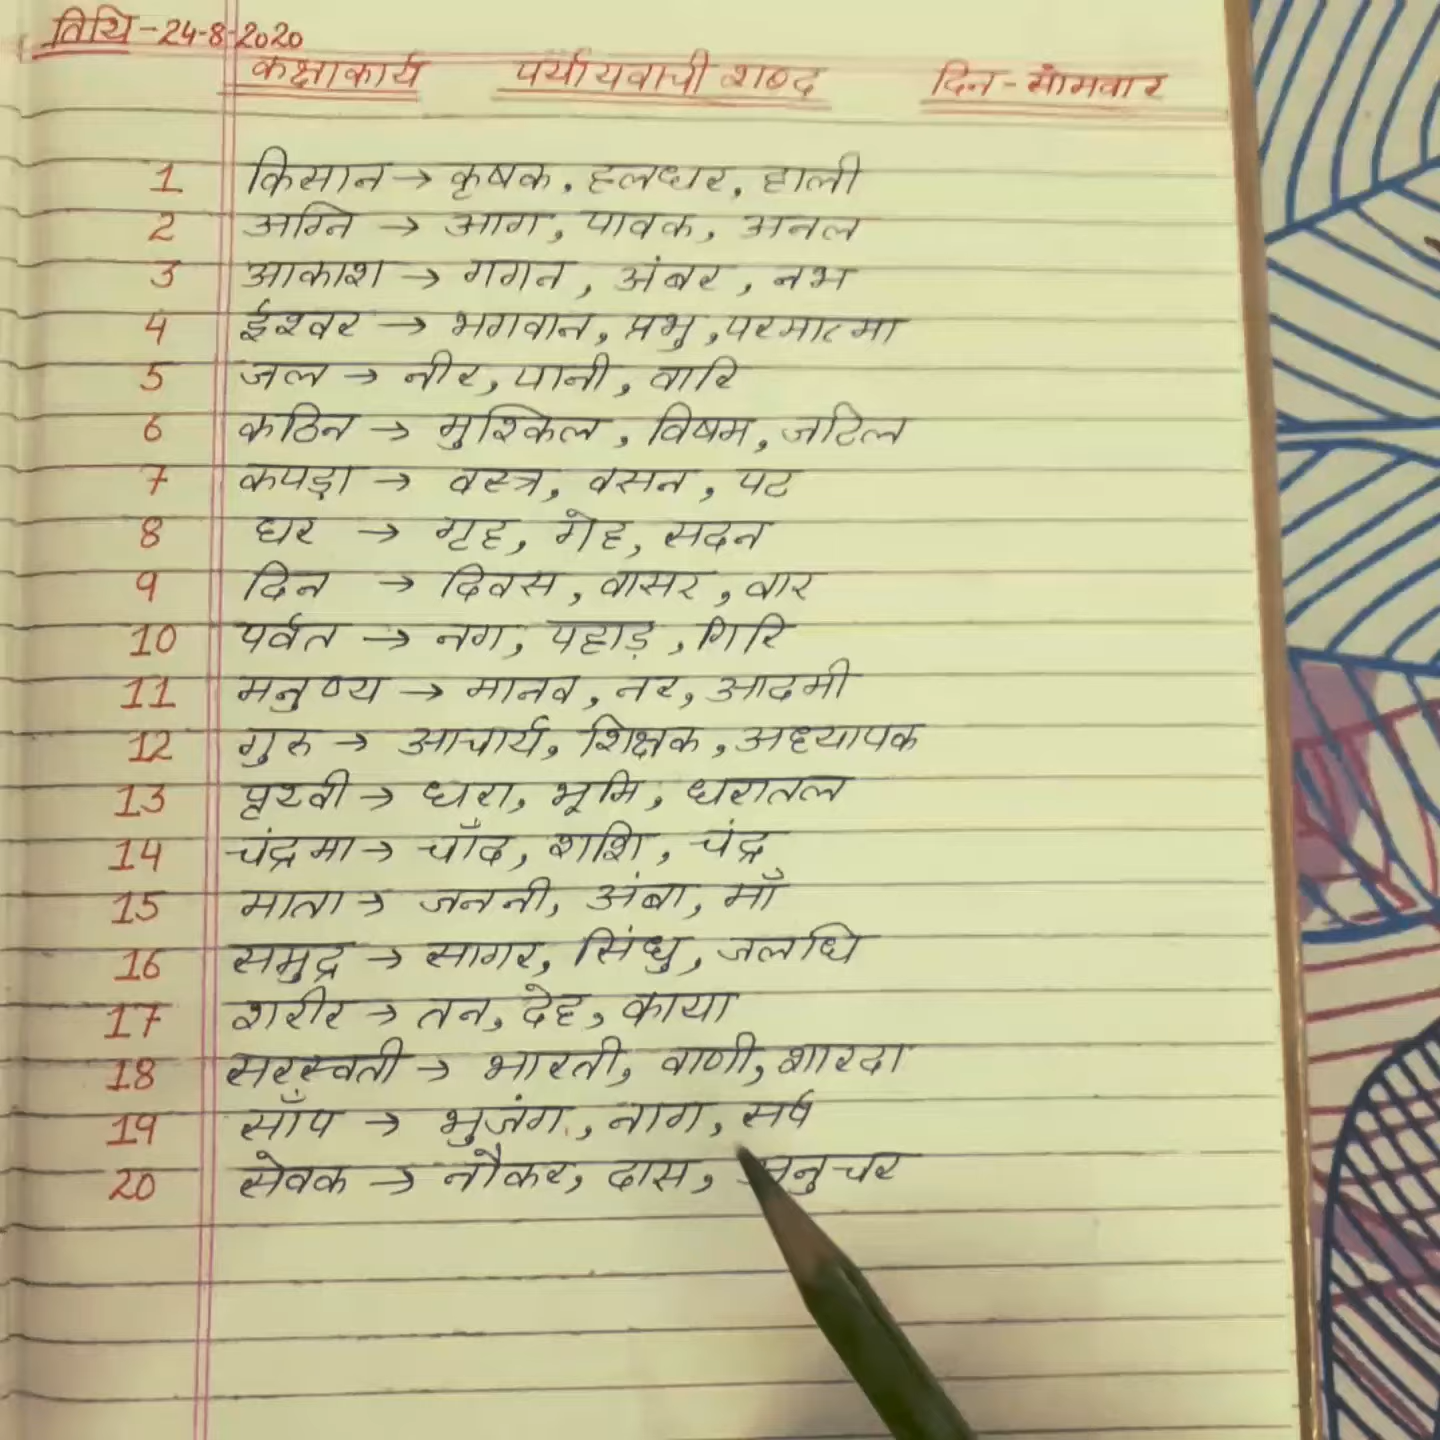 तिथि - 24-8-2020
कक्षाकार्य पर्यायवाची शब्द दिन - सोमवार
1 किसान → कृषक, हलधर, हाली
2 अग्नि → आग, पावक, अनल
3 आकाश → गगन, अंबर, नभ
4 ईश्वर → भगवान, प्रभु, परमात्मा
5 जल → नीर, पानी, वारि
6 कठिन → मुश्किल, विषम, जटिल
7 कपड़ा → वस्त्र, वसन, पट
8 घर → गृह, गेह, सदन
9 दिन → दिवस, वासर, वार
10 पर्वत → नग, पहाड़, गिरि
11 मनुष्य → मानव, नर, आदमी
12 गुरु → आचार्य, शिक्षक, अध्यापक
13 पृथ्वी → धरा, भूमि, धरातल
14 चंद्रमा → चाँद, शशि, चंद्र
15 माता → जननी, अंबा, माँ
16 समुद्र → सागर, सिंधु, जलधि
17 शरीर → तन, देह, काया
18 सरस्वती → भारती, वाणी, शारदा
19 साँप → भुजंग, नाग, सर्प
20 सेवक → नौकर, दास, अनुचर